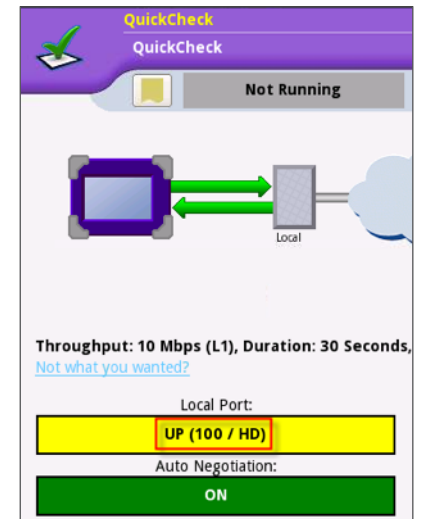 QuickCheck
QuickCheck
Not Running
Local
Throughput: 10 Mbps (L1), Duration: 30 Seconds,
Not what you wanted?
Local Port:
UP (100 / HD)
Auto Negotiation:
ON